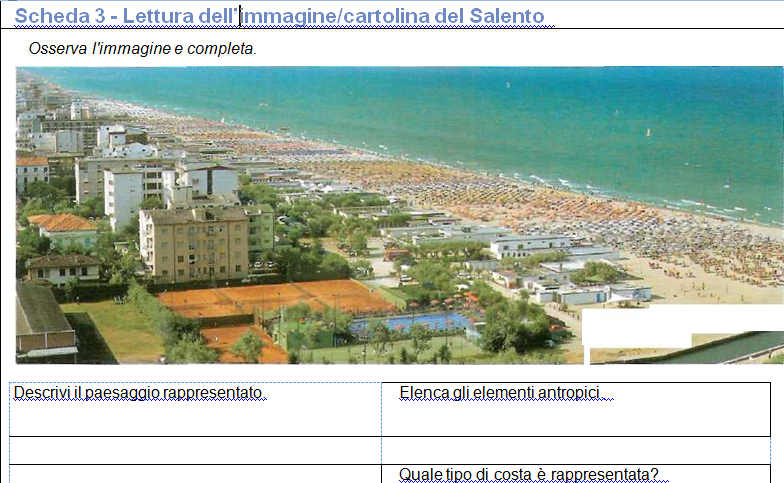 Scheda 3 - Lettura dell'immagine/cartolina del Salento
Osserva l'immagine e completa.
Descrivi il paesaggio rappresentato.
Elenca gli elementi antropici.
Quale tipo di costa è rappresentata?